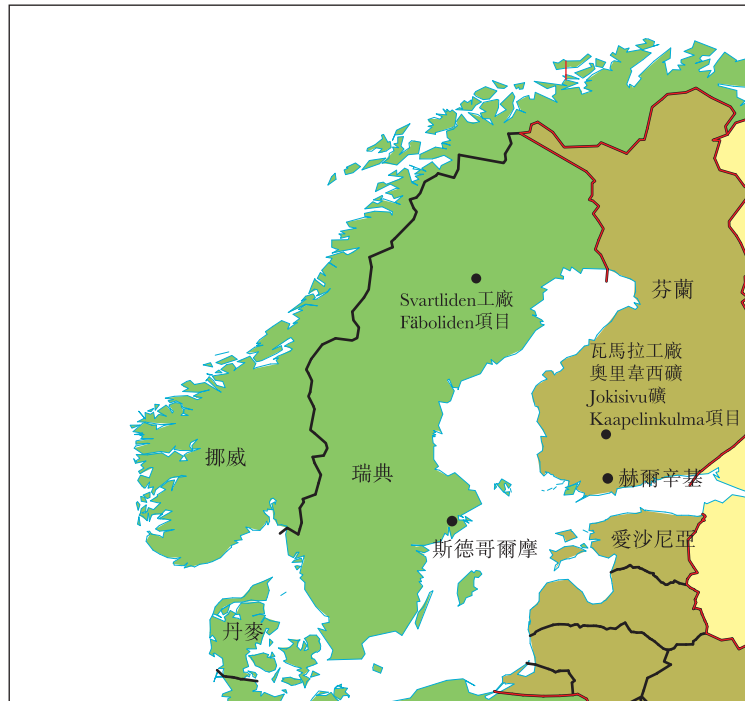 芬蘭
Svartliden工廠
Fäboliden項目
瓦馬拉工廠
奧里韋西礦
Jokisivu礦
Kaapelinkulma項目
挪威
瑞典
赫爾辛基
愛沙尼亞
斯德哥爾摩
丹麥